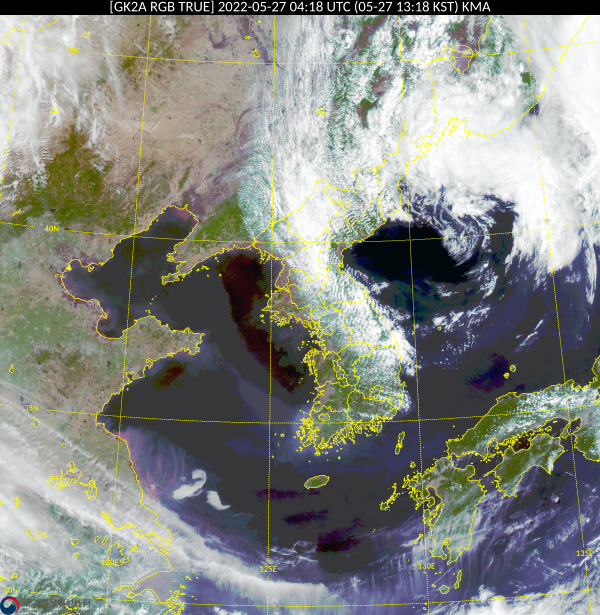 [GK2A RGB TRUE] 2022-05-27 04:18 UTC (05-27 13:18 KST) KMA
40N
35N
125E
130E
135E
120E